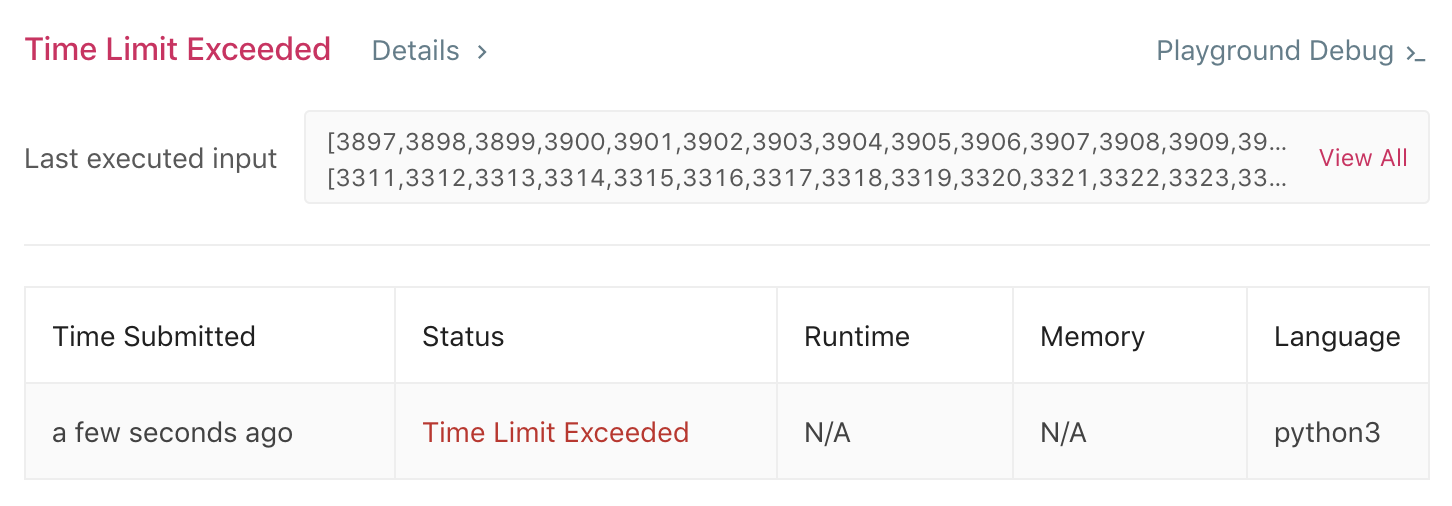 Time Limit Exceeded Details > Playground Debug >_
Last executed input
[3897,3898,3899,3900,3901,3902,3903,3904,3905,3906,3907,3908,3909,39...
[3311,3312,3313,3314,3315,3316,3317,3318,3319,3320,3321,3322,3323,33...
View All
Time Submitted Status Runtime Memory Language
a few seconds ago Time Limit Exceeded N/A N/A python3